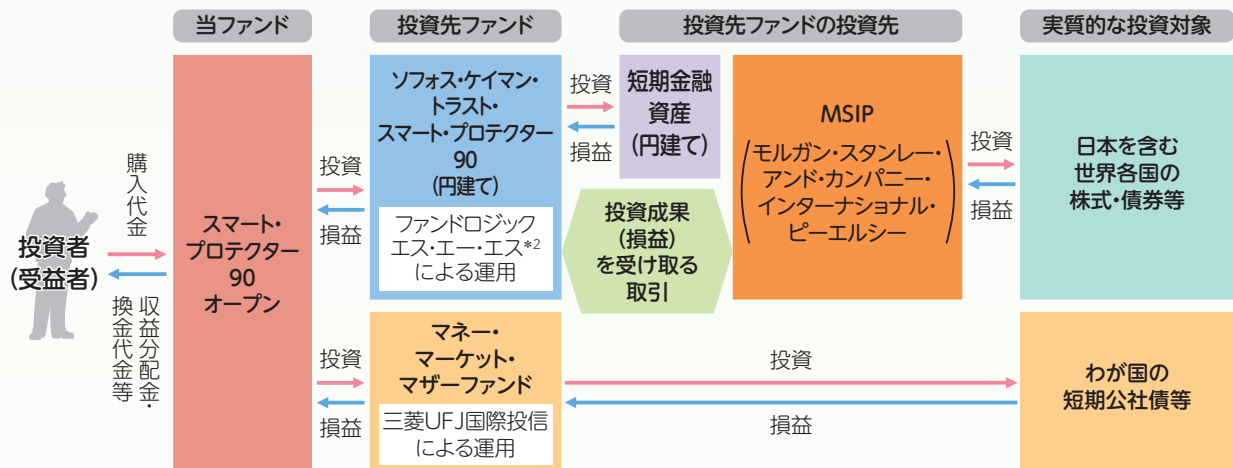 当ファンド
投資先ファンド
投資先ファンドの投資先
実質的な投資対象
投資者
(受益者)
購入代金
収益分配金・
換金代金等
スマート・
プロテクター
90
オープン
投資
損益
ソフォス・ケイマン・
トラスト・
スマート・プロテクター
90
(円建て)
ファンドロジック
エス・エー・エス*2
による運用
投資
損益
短期金融
資産
(円建て)
投資成果
(損益)
を受け取る
取引
MSIP
(モルガン・スタンレー・
アンド・カンパニー・
インターナショナル・
ピーエルシー)
投資
損益
日本を含む
世界各国の
株式・債券等
投資
損益
マネー・
マーケット・
マザーファンド
三菱UFJ国際投信
による運用
投資
損益
わが国の
短期公社債等